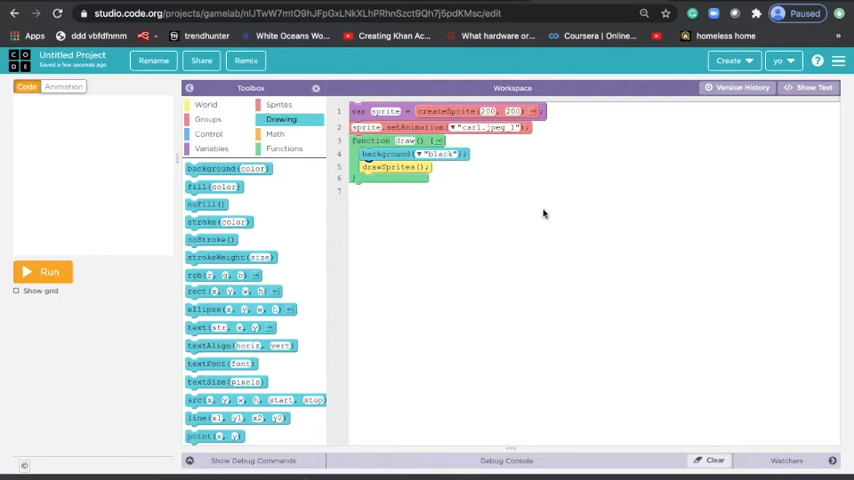 studio.code.org/projects/gamelab/nIJTwW7mtO9hJFpGxLNkXLhPRhnSzct9Qh7j5pdKMsc/edit
Paused
Apps
ddd vbfdfnmm
trendhunter
White Oceans Wo...
Creating Khan Ac...
What hardware or...
Coursera | Online...
homeless home
CODE
Untitled Project
Saved a few seconds ago
Rename
Share
Remix
Create
yo
Code
Animation
Toolbox
Workspace
Version History
Show Text
World
Sprites
Groups
Drawing
Control
Math
Variables
Functions
background(color)
fill(color)
noFill()
stroke(color)
noStroke()
strokeWeight(size)
rgb(r, g, b)
rect(x, y, w, h)
ellipse(x, y, w, h)
text(str, x, y)
textAlign(horiz, vert)
textFont(font)
textSize(pixels)
arc(x, y, w, h, start, stop)
line(x1, y1, x2, y2)
point(x, y)
1 var sprite = createSprite(200, 200);
2 sprite.setAnimation("carl.jpeg_1");
3 function draw() {
4 background("black");
5 drawSprites();
6 }
7
Run
Show grid
Show Debug Commands
Debug Console
Clear
Watchers